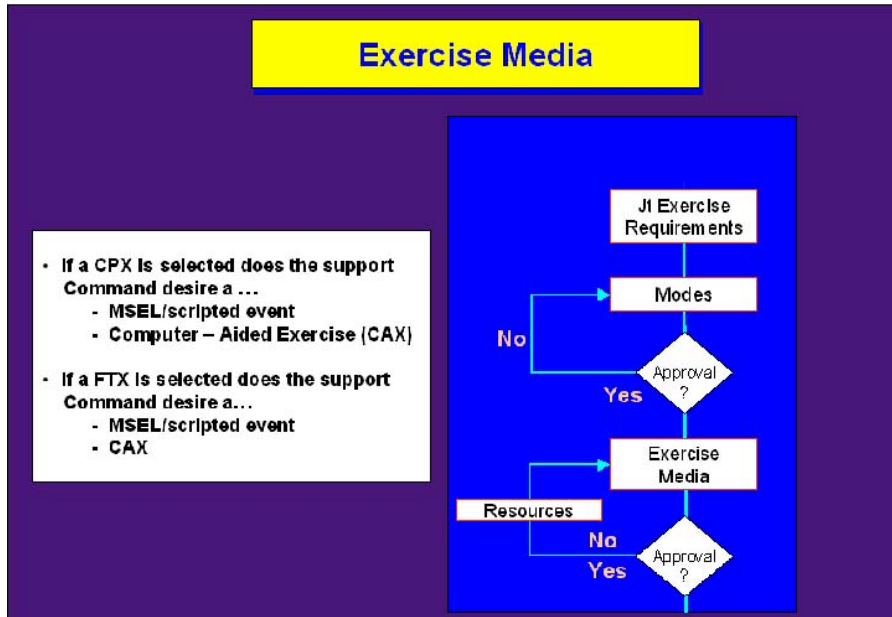 Exercise Media
• If a CPX is selected does the support
Command desire a …
- MSEL/scripted event
- Computer – Aided Exercise (CAX)
• If a FTX is selected does the support
Command desire a…
- MSEL/scripted event
- CAX
J1 Exercise
Requirements
Modes
No
Approval
?
Yes
Exercise
Media
Resources
No
Approval
?
Yes